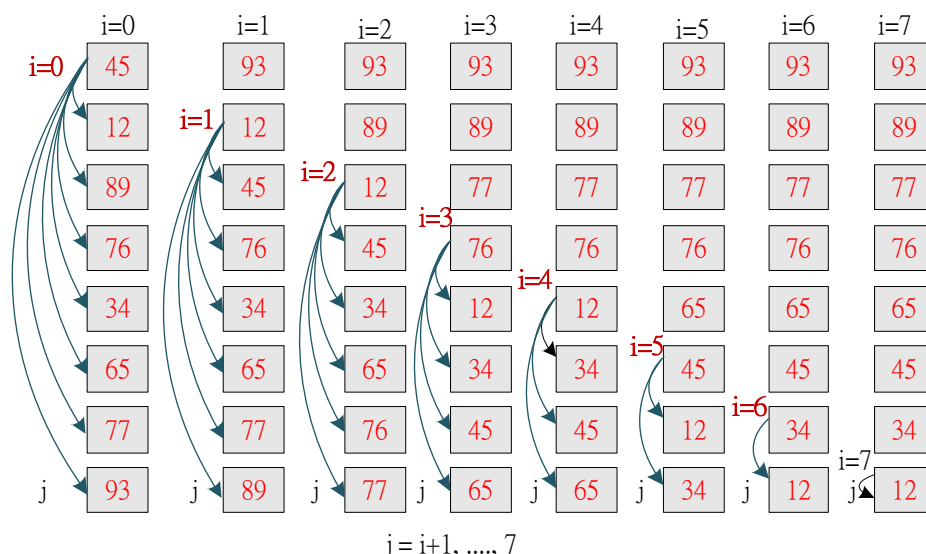 i=0 i=1 i=2 i=3 i=4 i=5 i=6 i=7
i=0 45 93 93 93 93 93 93 93
12 i=1 12 89 89 89 89 89 89
89 45 i=2 12 77 77 77 77 77
76 76 45 i=3 76 76 76 76 76
34 34 34 12 i=4 12 65 65 65
65 65 65 34 34 i=5 45 45 45
77 77 76 45 45 12 i=6 34 34
j 93 j 89 j 77 j 65 j 65 j 34 j 12 i=7 j 12
j = i+1, ...., 7